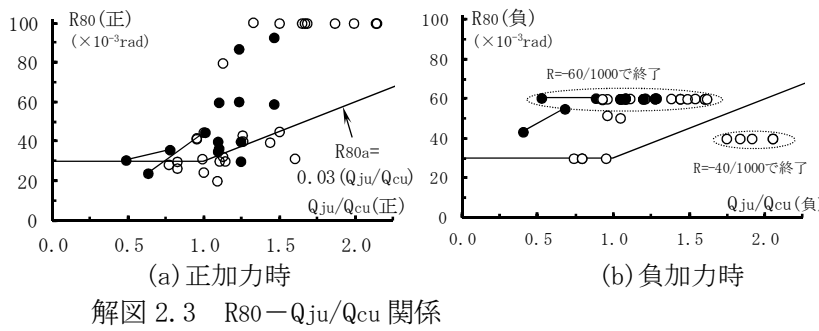 R80(正)
(×10⁻³rad)
100
80
60
40
20
0
0.0 0.5 1.0 1.5 2.0
R80a=
0.03(Qju/Qcu)
Qju/Qcu(正)
(a)正加力時
R80(負)
(×10⁻³rad)
100
80
60
40
20
0
0.0 0.5 1.0 1.5 2.0
R=-60/1000で終了
R=-40/1000で終了
Qju/Qcu(負)
(b)負加力時
解図 2.3 R80－Qju/Qcu 関係